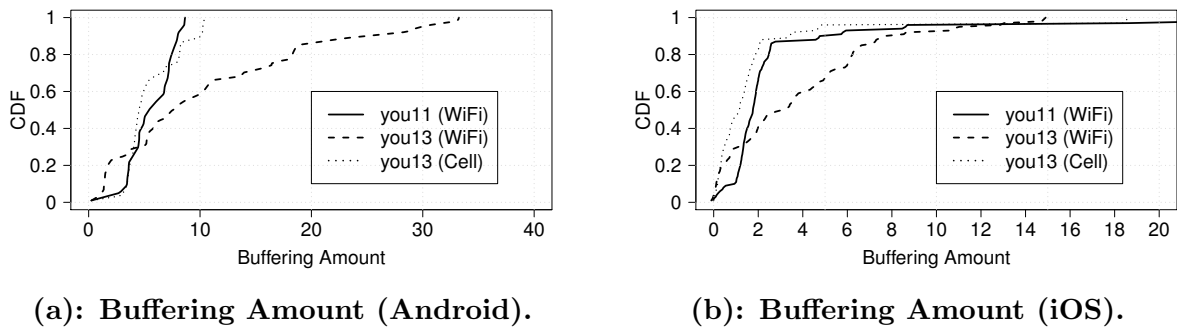 1
0.8
0.6
0.4
0.2
0
CDF
you11 (WiFi)
you13 (WiFi)
you13 (Cell)
0 10 20 30 40
Buffering Amount
(a): Buffering Amount (Android).
1
0.8
0.6
0.4
0.2
0
CDF
you11 (WiFi)
you13 (WiFi)
you13 (Cell)
0 2 4 6 8 10 12 14 16 18 20
Buffering Amount
(b): Buffering Amount (iOS).